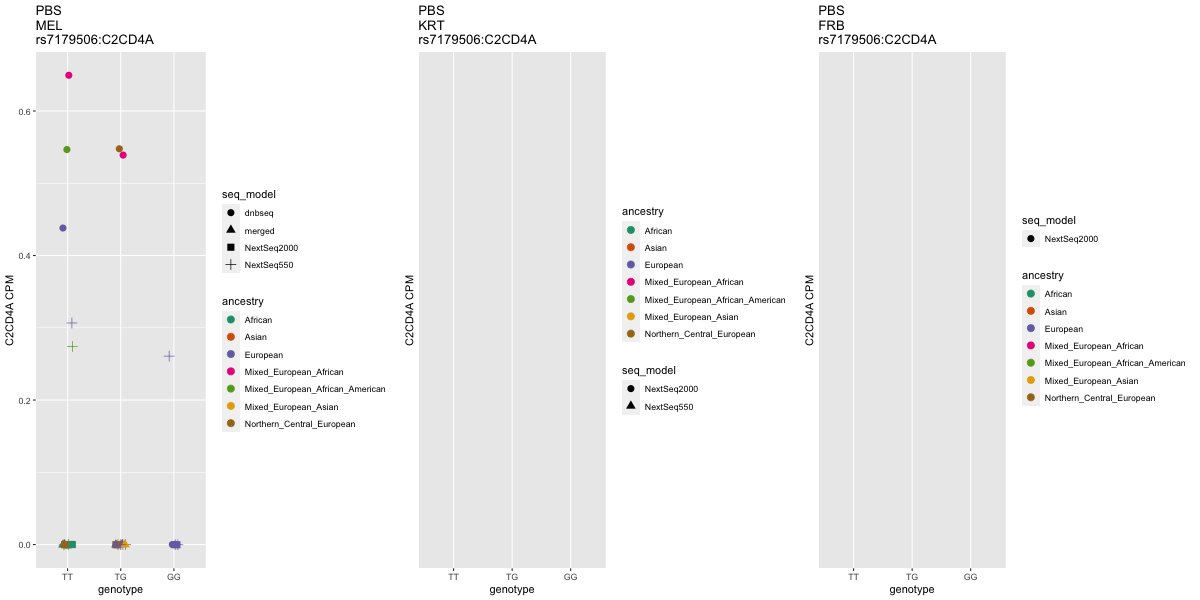 PBS
MEL
rs7179506:C2CD4A
C2CD4A CPM
0.6
0.4
0.2
0.0
TT
TG
GG
genotype
seq_model
dnbseq
merged
NextSeq2000
NextSeq550
ancestry
African
Asian
European
Mixed_European_African
Mixed_European_African_American
Mixed_European_Asian
Northern_Central_European
PBS
KRT
rs7179506:C2CD4A
C2CD4A CPM
TT
TG
GG
genotype
ancestry
African
Asian
European
Mixed_European_African
Mixed_European_African_American
Mixed_European_Asian
Northern_Central_European
seq_model
NextSeq2000
NextSeq550
PBS
FRB
rs7179506:C2CD4A
C2CD4A CPM
TT
TG
GG
genotype
seq_model
NextSeq2000
ancestry
African
Asian
European
Mixed_European_African
Mixed_European_African_American
Mixed_European_Asian
Northern_Central_European